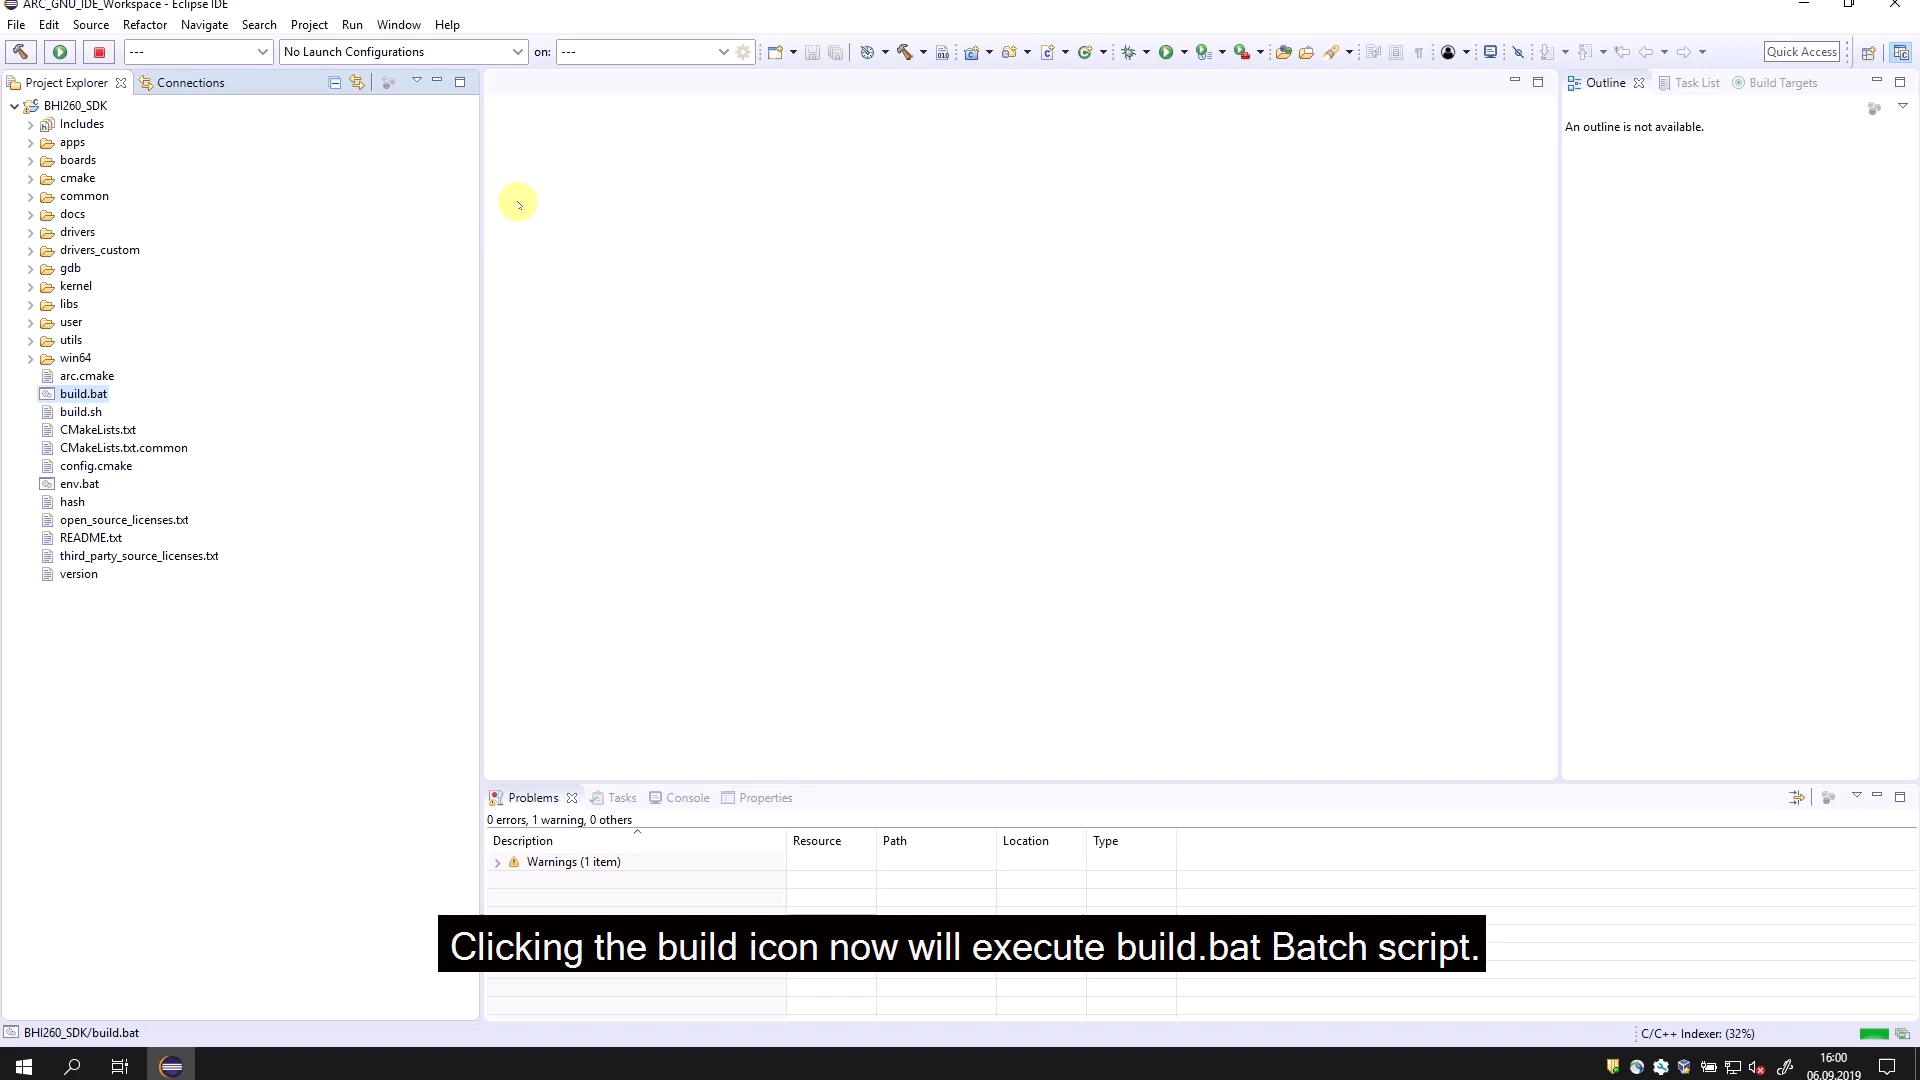 ARC_GNU_IDE_Workspace - Eclipse IDE
File Edit Source Refactor Navigate Search Project Run Window Help
--- No Launch Configurations on: --- Quick Access
Project Explorer Connections
BHI260_SDK
Includes
apps
boards
cmake
common
docs
drivers
drivers_custom
gdb
kernel
libs
user
utils
win64
arc.cmake
build.bat
build.sh
CMakeLists.txt
CMakeLists.txt.common
config.cmake
env.bat
hash
open_source_licenses.txt
README.txt
third_party_source_licenses.txt
version
Outline Task List Build Targets
An outline is not available.
Problems Tasks Console Properties
0 errors, 1 warning, 0 others
Description Resource Path Location Type
Warnings (1 item)
Clicking the build icon now will execute build.bat Batch script.
BHI260_SDK/build.bat
C/C++ Indexer: (32%)
16:00
06.09.2019